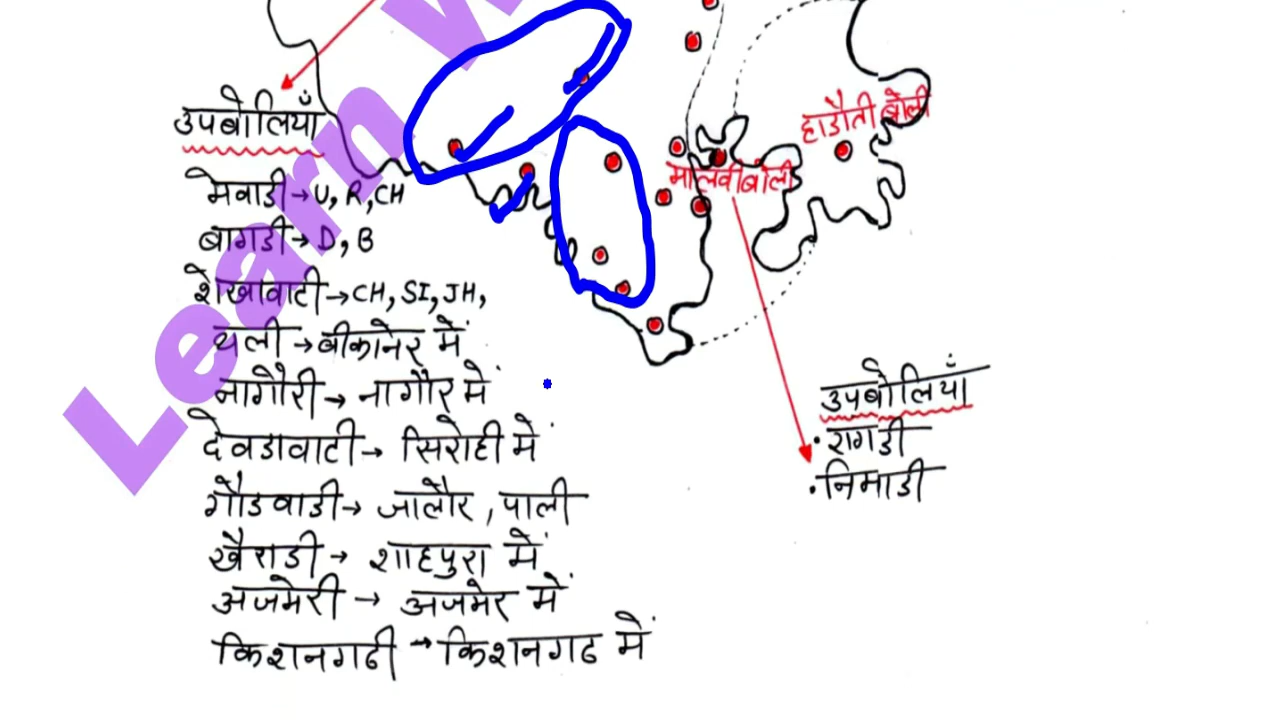 Learn
हाडौती बोली
मालवी बोली
उपबोलियाँ
मेवाडी → U, R, CH
बागडी → D, B
शेखावाटी → CH, SI, JH,
थली → बीकानेर में
नागौरी → नागौर में
देवडावाटी → सिरोही में
गौडवाडी → जालौर, पाली
खैराडी → शाहपुरा में
अजमेरी → अजमेर में
किशनगढी → किशनगढ में
उपबोलियाँ
• रागडी
• निमाडी